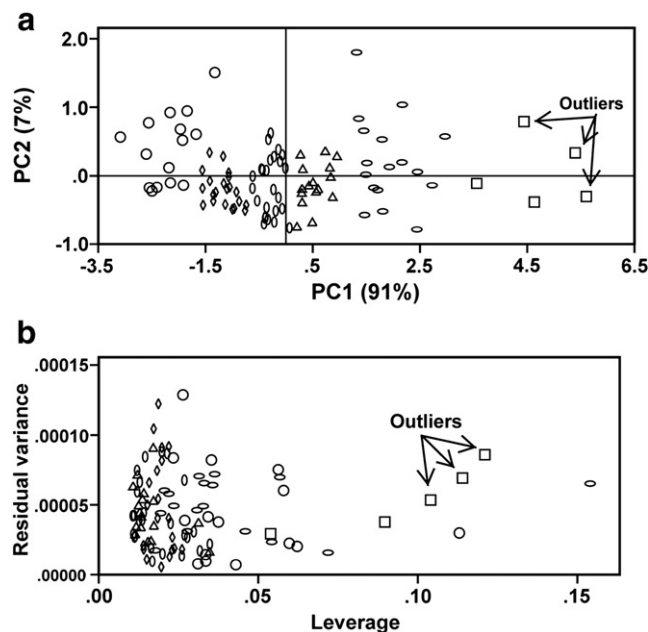 a
2.0
1.0
.0
-1.0
PC2 (7%)
Outliers
-3.5 -1.5 .5 2.5 4.5 6.5
PC1 (91%)
b
.00015
.00010
.00005
.00000
Residual variance
Outliers
.00 .05 .10 .15
Leverage